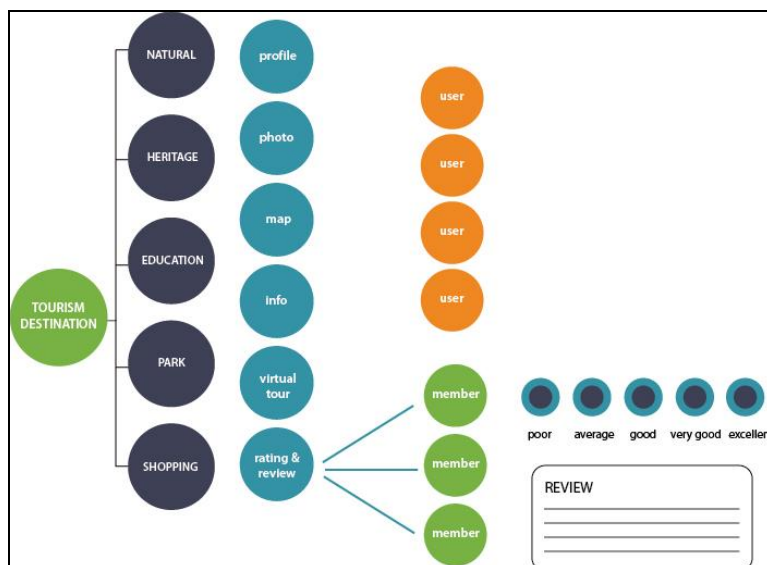 NATURAL
HERITAGE
EDUCATION
TOURISM
DESTINATION
PARK
SHOPPING
profile
photo
map
info
virtual
tour
rating &
review
user
user
user
user
member
member
member
poor average good very good exceller
REVIEW